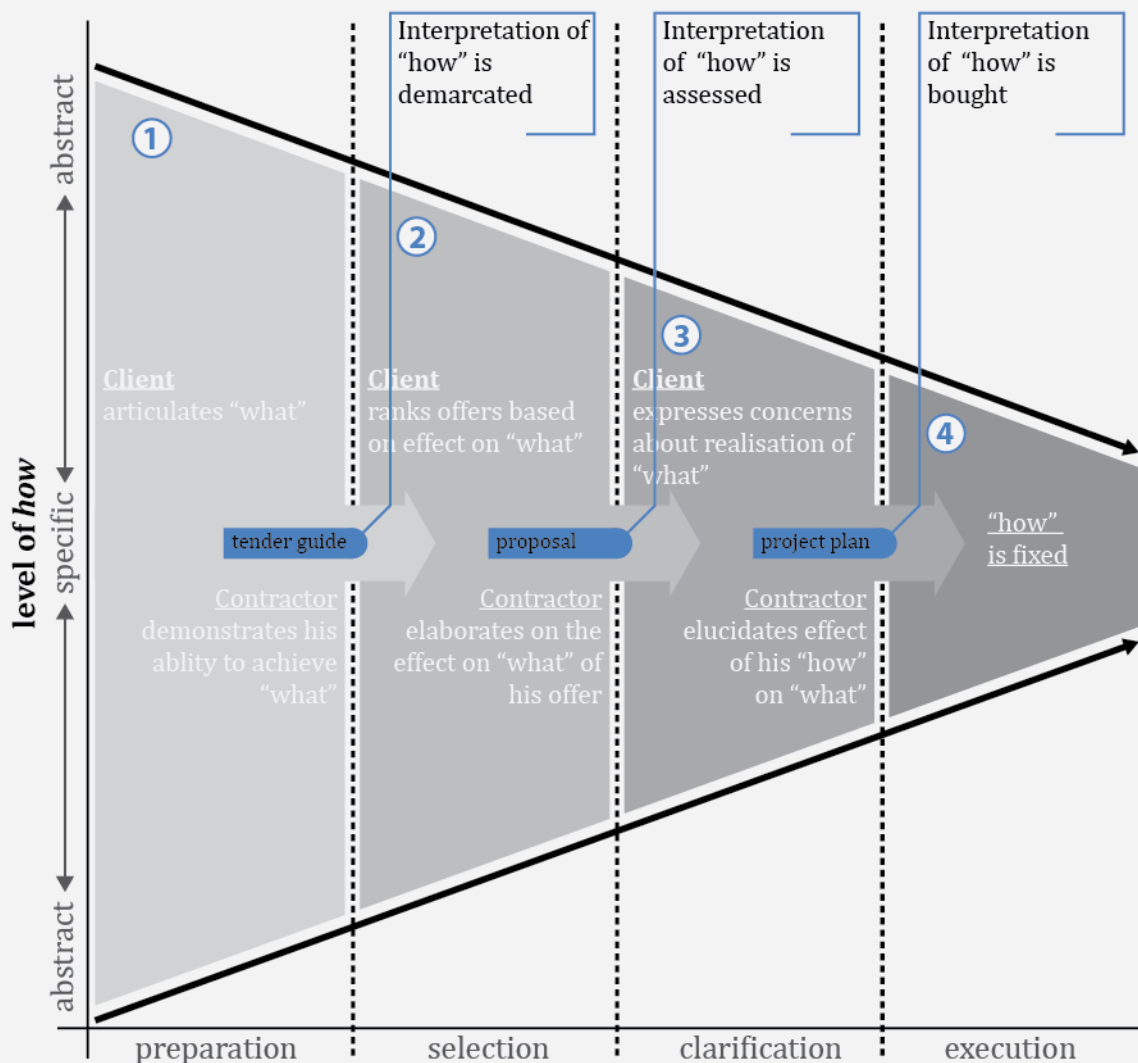 Interpretation of
“how” is
demarcated
Interpretation
of “how” is
assessed
Interpretation
of “how” is
bought
1
2
3
4
Client
articulates “what”
Client
ranks offers based
on effect on “what”
Client
expresses concerns
about realisation of
“what”
tender guide
proposal
project plan
“how”
is fixed
Contractor
demonstrates his
ablity to achieve
“what”
Contractor
elaborates on the
effect on “what” of
his offer
Contractor
elucidates effect
of his “how”
on “what”
level of how
abstract
specific
abstract
preparation
selection
clarification
execution